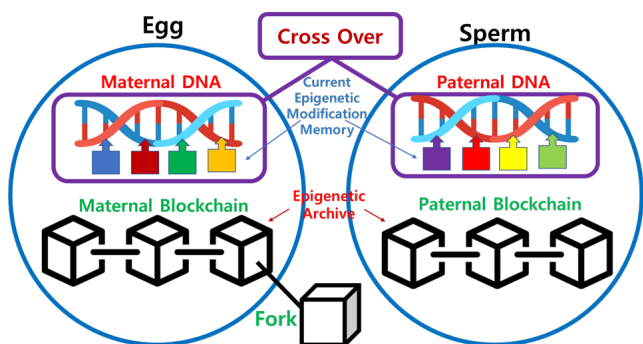 Egg
Cross Over
Sperm
Maternal DNA
Current
Epigenetic
Modification
Memory
Paternal DNA
Maternal Blockchain
Epigenetic
Archive
Paternal Blockchain
Fork